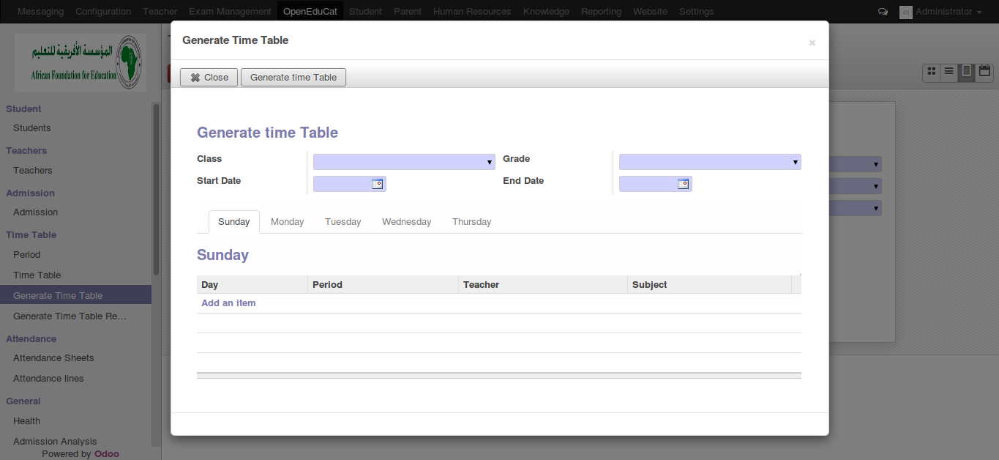 Messaging Configuration Teacher Exam Management OpenEduCat Student Parent Human Resources Knowledge Reporting Website Settings Administrator
المؤسسة الأفريقية للتعليم
African Foundation for Education
Student
Students
Teachers
Teachers
Admission
Admission
Time Table
Period
Time Table
Generate Time Table
Generate Time Table Re...
Attendance
Attendance Sheets
Attendance lines
General
Health
Admission Analysis
Powered by Odoo
Generate Time Table ×
Close Generate time Table
Generate time Table
Class Grade
Start Date End Date
Sunday Monday Tuesday Wednesday Thursday
Sunday
Day Period Teacher Subject
Add an item